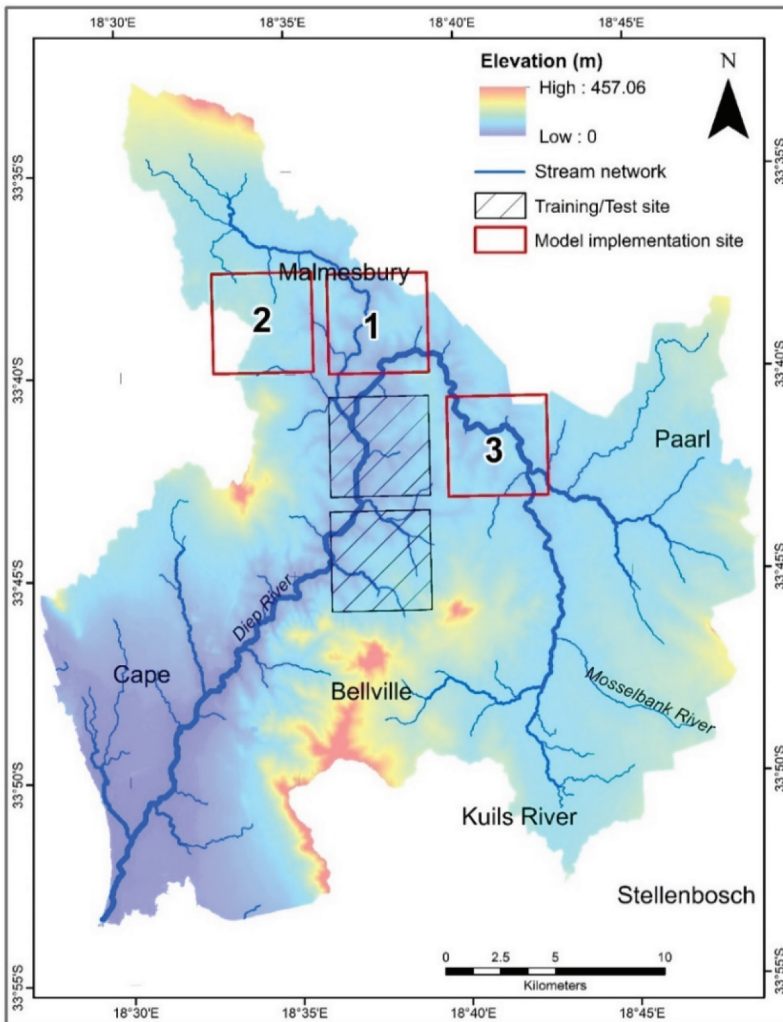 18°30'E 18°35'E 18°40'E 18°45'E
Elevation (m)
High : 457.06
Low : 0
N
Stream network
Training/Test site
Model implementation site
33°35'S 33°35'S
Malmesbury
2 1
33°40'S 33°40'S
3
Paarl
33°45'S 33°45'S
Diep River
Cape
Bellville
Mosselbank River
33°50'S 33°50'S
Kuils River
Stellenbosch
0 2.5 5 10
Kilometers
33°55'S 33°55'S
18°30'E 18°35'E 18°40'E 18°45'E